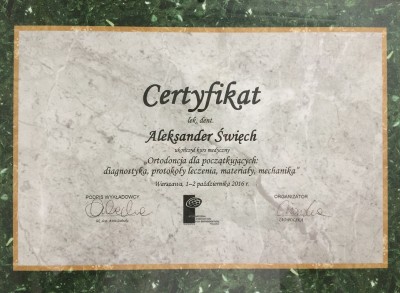 Certyfikat
lek. dent.
Aleksander Święch
ukończył kurs medyczny
„Ortodoncja dla początkujących:
diagnostyka, protokoły leczenia, materiały, mechanika"
Warszawa, 1–2 października 2016 r.
PODPIS WYKŁADOWCY
ORGANIZATOR